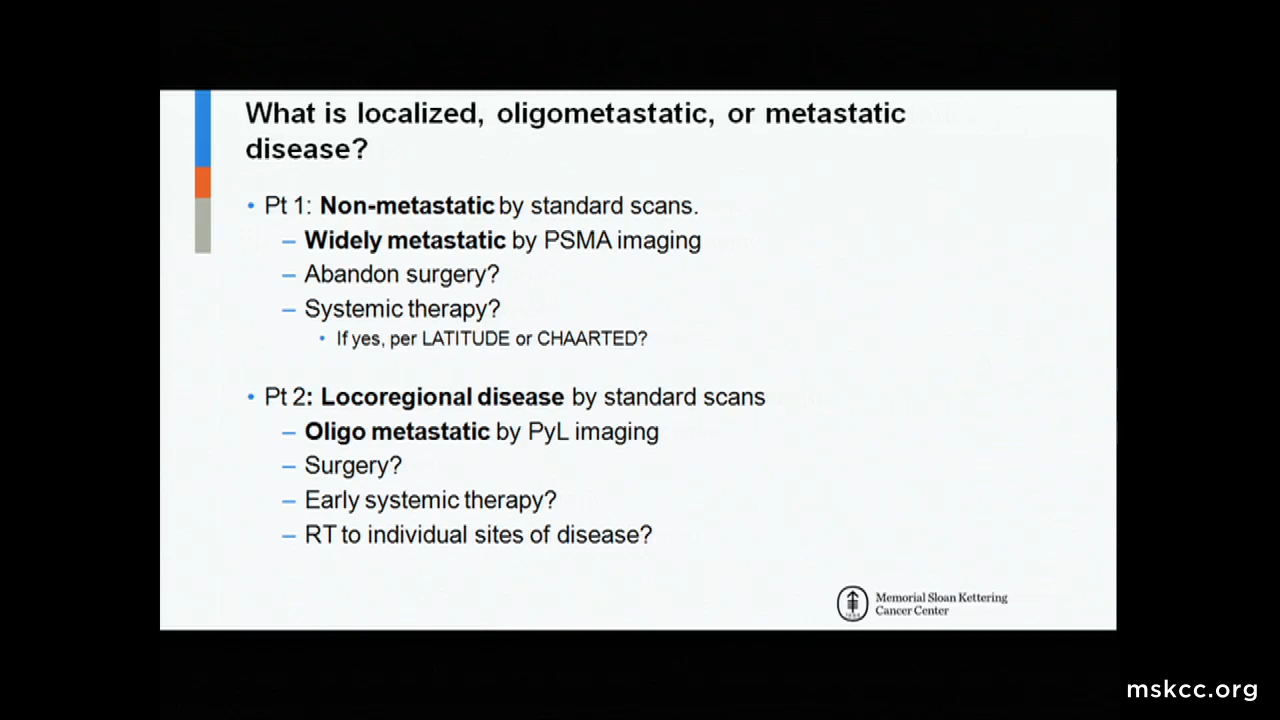 What is localized, oligometastatic, or metastatic
disease?
• Pt 1: Non-metastatic by standard scans.
– Widely metastatic by PSMA imaging
– Abandon surgery?
– Systemic therapy?
• If yes, per LATITUDE or CHAARTED?
• Pt 2: Locoregional disease by standard scans
– Oligo metastatic by PyL imaging
– Surgery?
– Early systemic therapy?
– RT to individual sites of disease?
Memorial Sloan Kettering
Cancer Center
mskcc.org